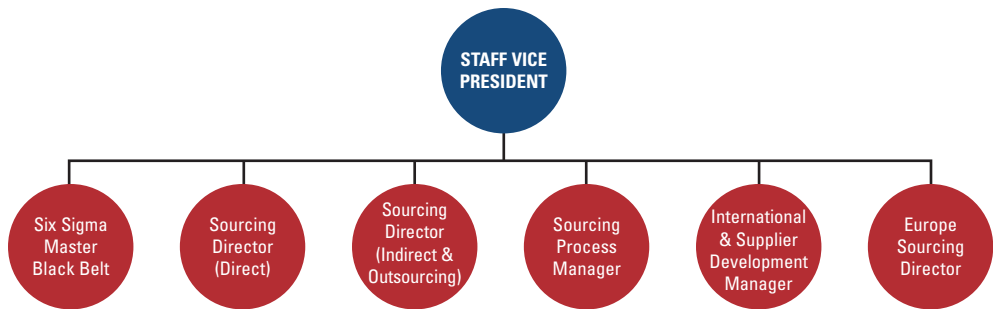 STAFF VICE
PRESIDENT
Six Sigma
Master
Black Belt
Sourcing
Director
(Direct)
Sourcing
Director
(Indirect &
Outsourcing)
Sourcing
Process
Manager
International
& Supplier
Development
Manager
Europe
Sourcing
Director